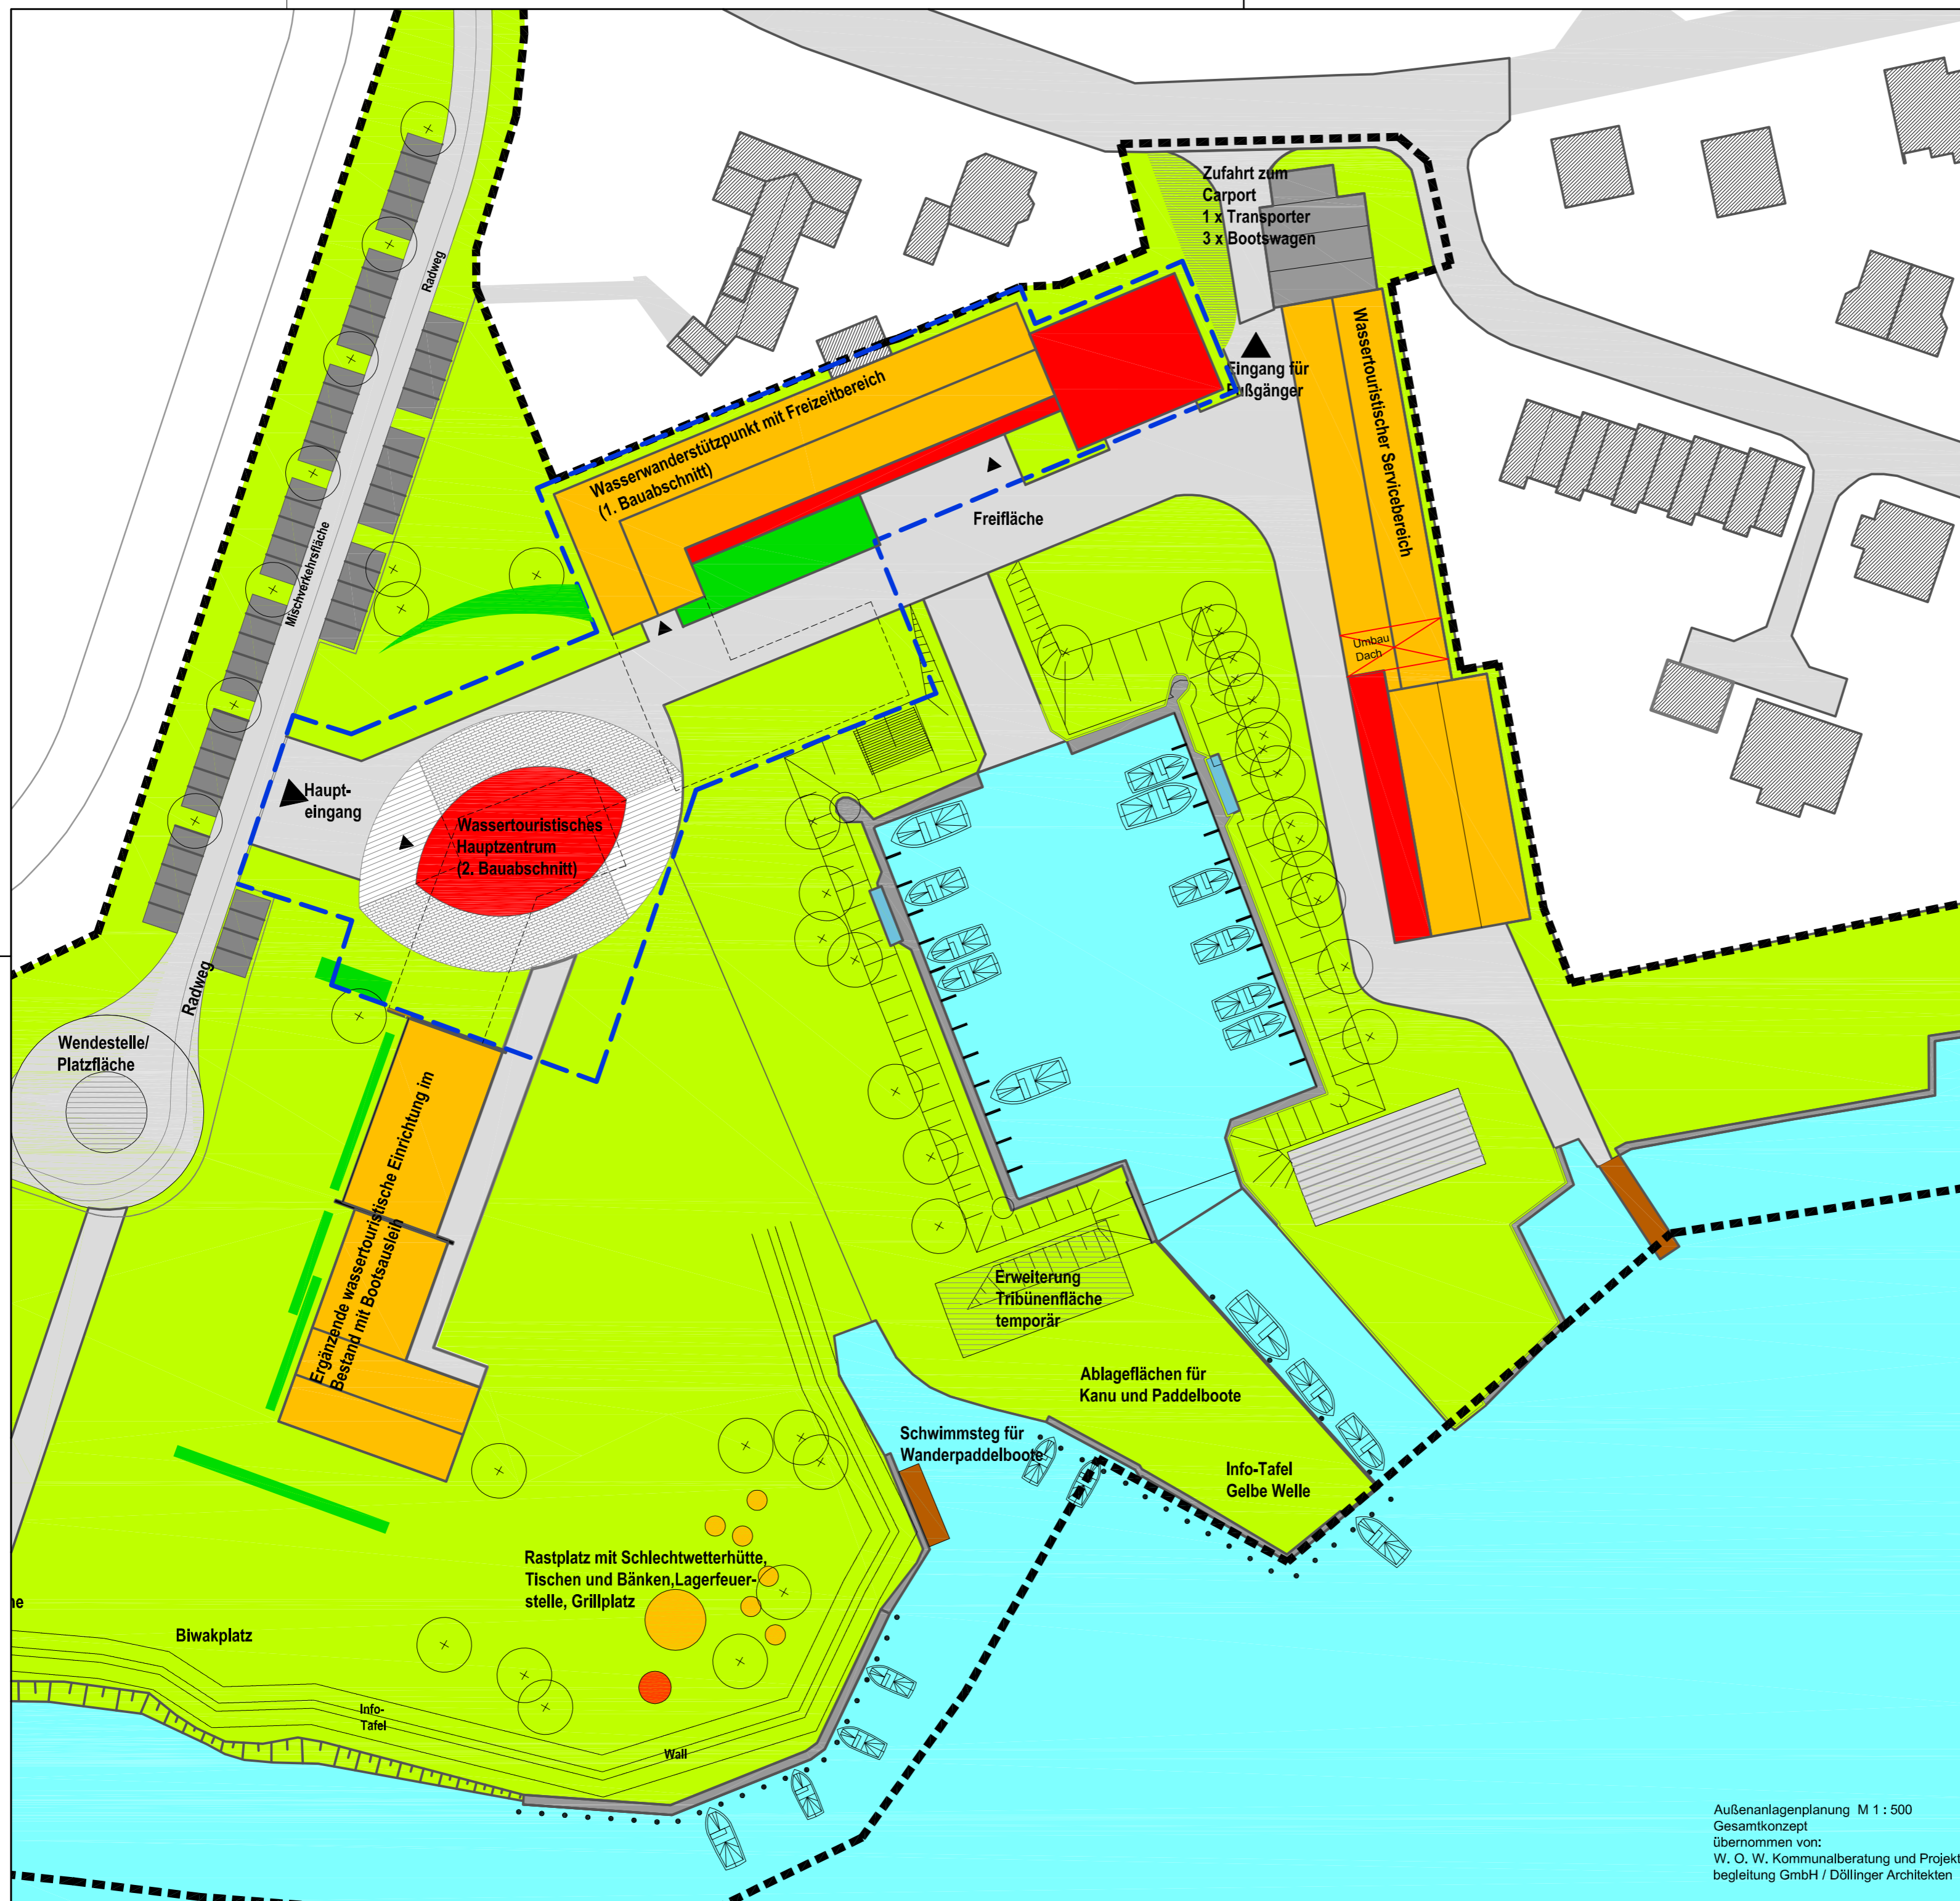 Zufahrt zum
Carport
1 x Transporter
3 x Bootswagen
Radweg
Eingang für
Fußgänger
Wassertouristischer Servicebereich
Wasserwanderstützpunkt mit Freizeitbereich
(1. Bauabschnitt)
Freifläche
Mischverkehrsfläche
Umbau
Dach
Haupt-
eingang
Wassertouristisches
Hauptzentrum
(2. Bauabschnitt)
Radweg
Wendestelle/
Platzfläche
Ergänzende wassertouristische Einrichtung im
Bestand mit Bootsausleih
Erweiterung
Tribünenfläche
temporär
Ablageflächen für
Kanu und Paddelboote
Schwimmsteg für
Wanderpaddelboote
Info-Tafel
Gelbe Welle
Rastplatz mit Schlechtwetterhütte,
Tischen und Bänken,Lagerfeuer-
stelle, Grillplatz
Biwakplatz
Info-
Tafel
Wall
Außenanlagenplanung M 1 : 500
Gesamtkonzept
übernommen von:
W. O. W. Kommunalberatung und Projekt
begleitung GmbH / Döllinger Architekten